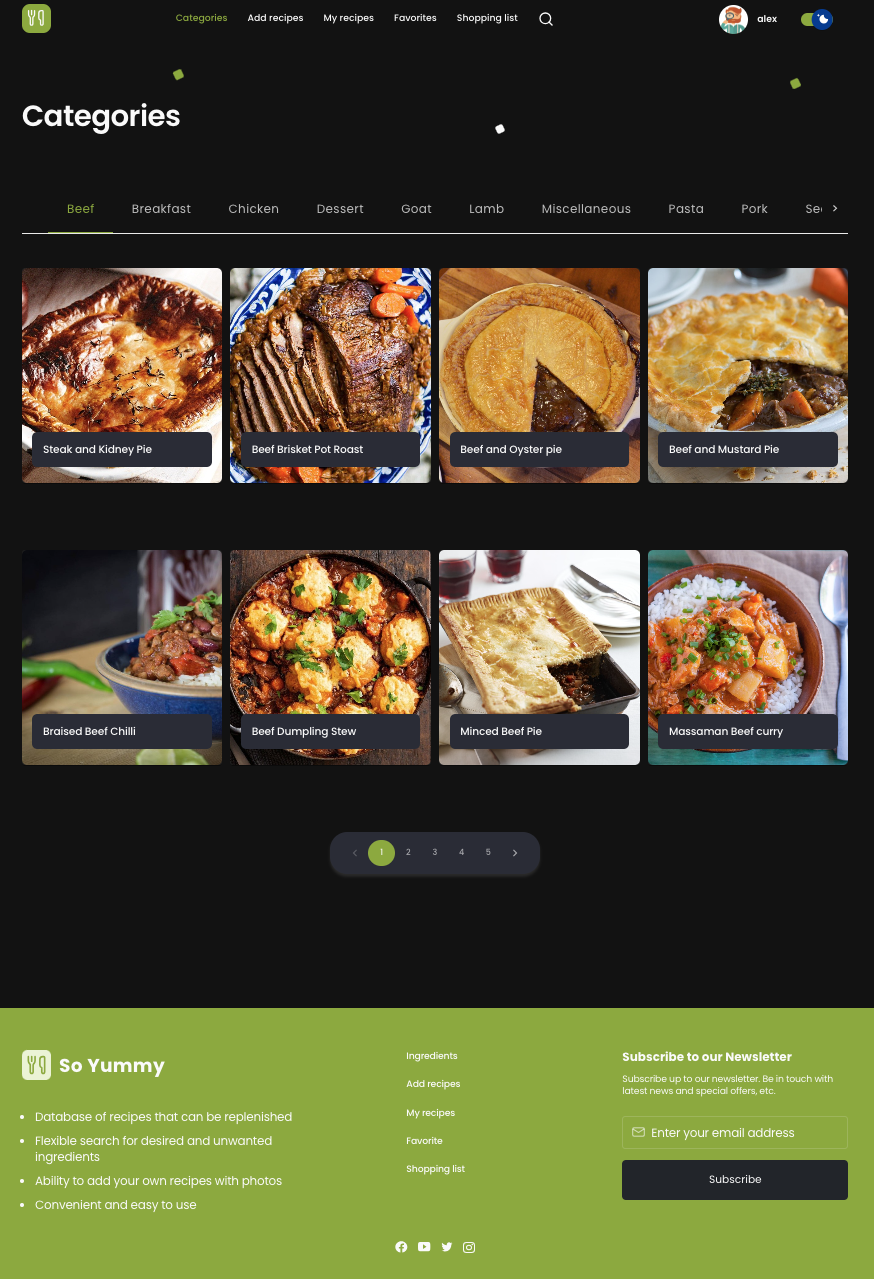 Categories
Add recipes
My recipes
Favorites
Shopping list
alex
Categories
Beef
Breakfast
Chicken
Dessert
Goat
Lamb
Miscellaneous
Pasta
Pork
Steak and Kidney Pie
Beef Brisket Pot Roast
Beef and Oyster pie
Beef and Mustard Pie
Braised Beef Chilli
Beef Dumpling Stew
Minced Beef Pie
Massaman Beef curry
1
2
3
4
5
So Yummy
Database of recipes that can be replenished
Flexible search for desired and unwanted
ingredients
Ability to add your own recipes with photos
Convenient and easy to use
Ingredients
Add recipes
My recipes
Favorite
Shopping list
Subscribe to our Newsletter
Subscribe up to our newsletter. Be in touch with
latest news and special offers, etc.
Enter your email address
Subscribe